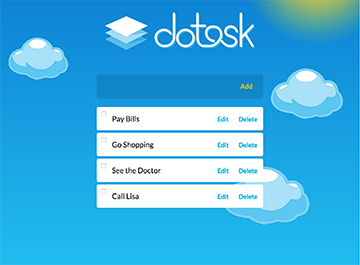 dotask
Add
Pay Bills Edit Delete
Go Shopping Edit Delete
See the Doctor Edit Delete
Call Lisa Edit Delete